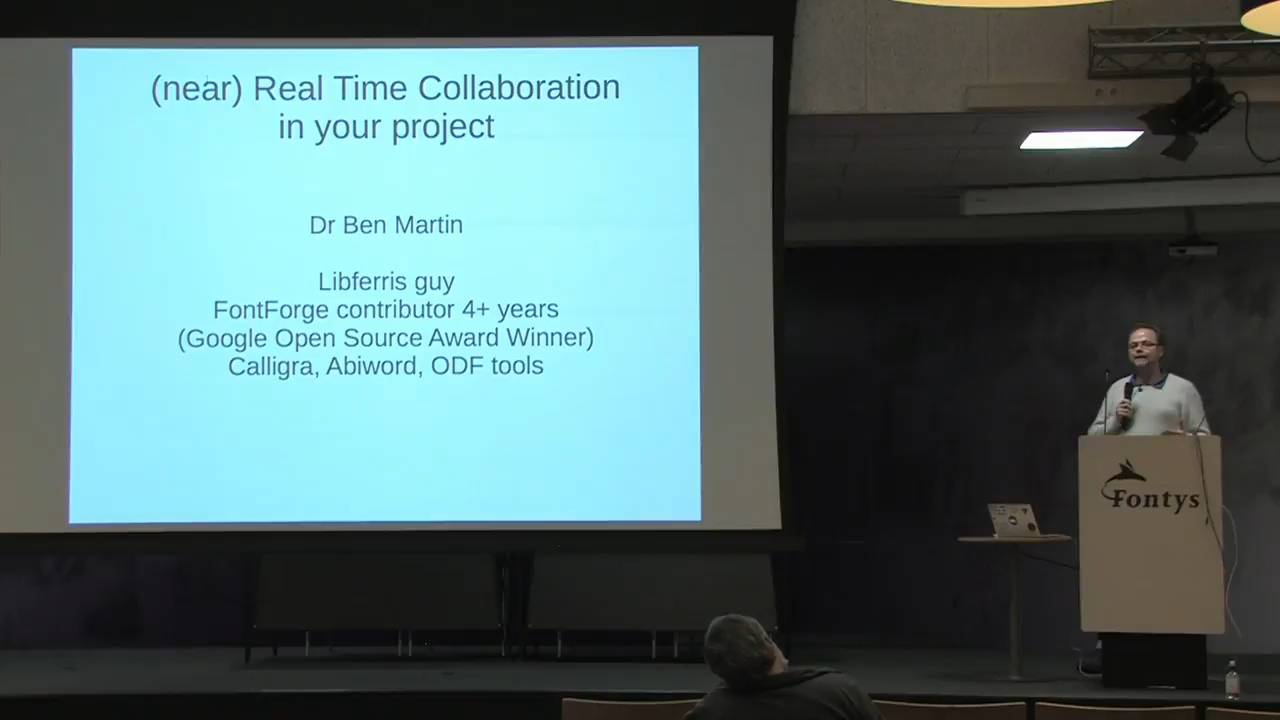 (near) Real Time Collaboration
in your project
Dr Ben Martin
Libferris guy
FontForge contributor 4+ years
(Google Open Source Award Winner)
Calligra, Abiword, ODF tools
Fontys